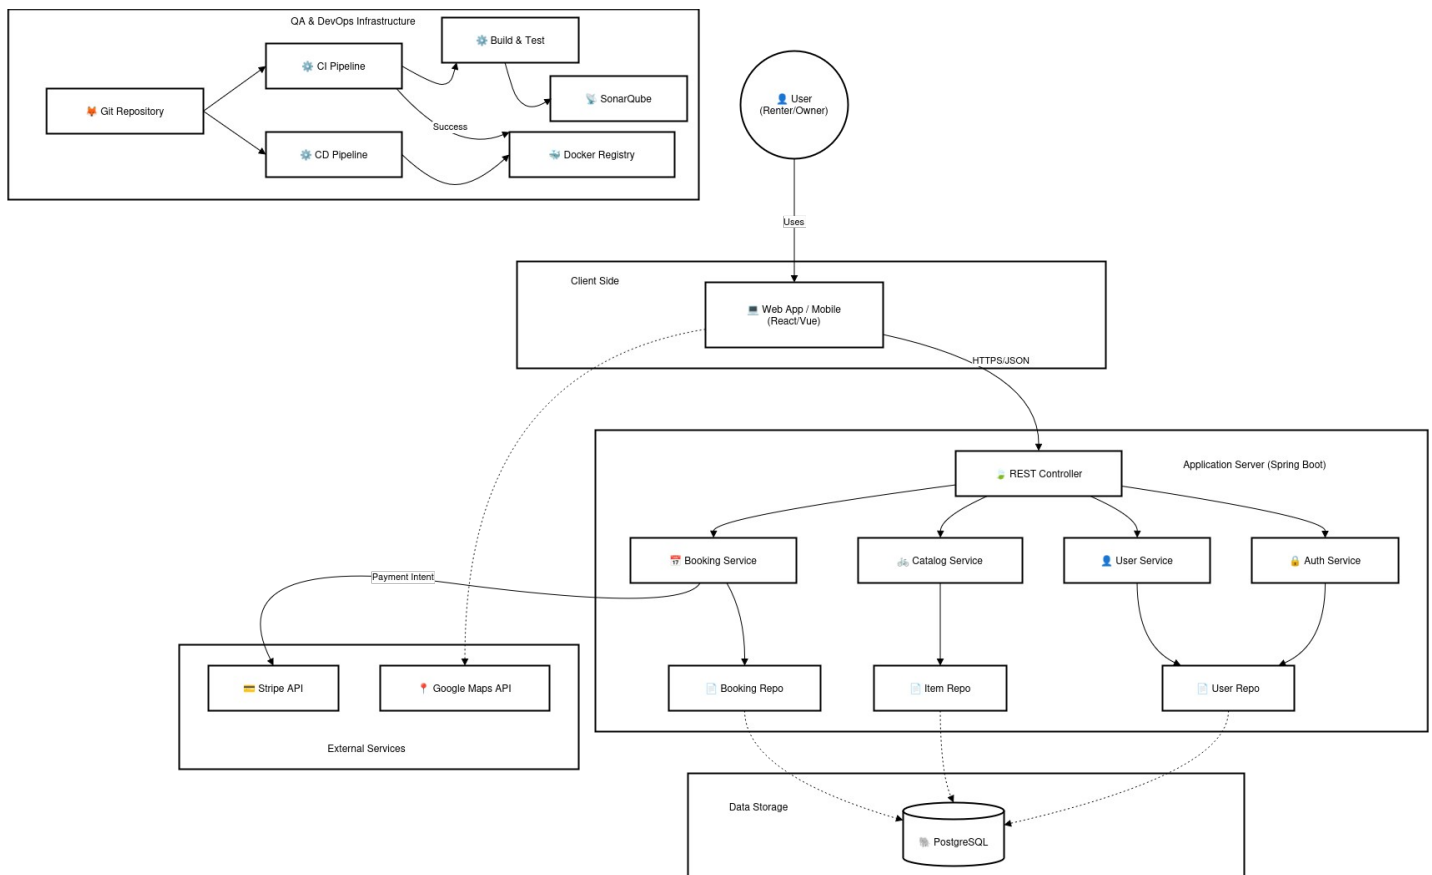 QA & DevOps Infrastructure
Build & Test
CI Pipeline
SonarQube
Git Repository
Success
CD Pipeline
Docker Registry
User
(Renter/Owner)
Uses
Client Side
Web App / Mobile
(React/Vue)
HTTPS/JSON
Application Server (Spring Boot)
REST Controller
Booking Service
Catalog Service
User Service
Auth Service
Payment Intent
Stripe API
Google Maps API
External Services
Booking Repo
Item Repo
User Repo
Data Storage
PostgreSQL